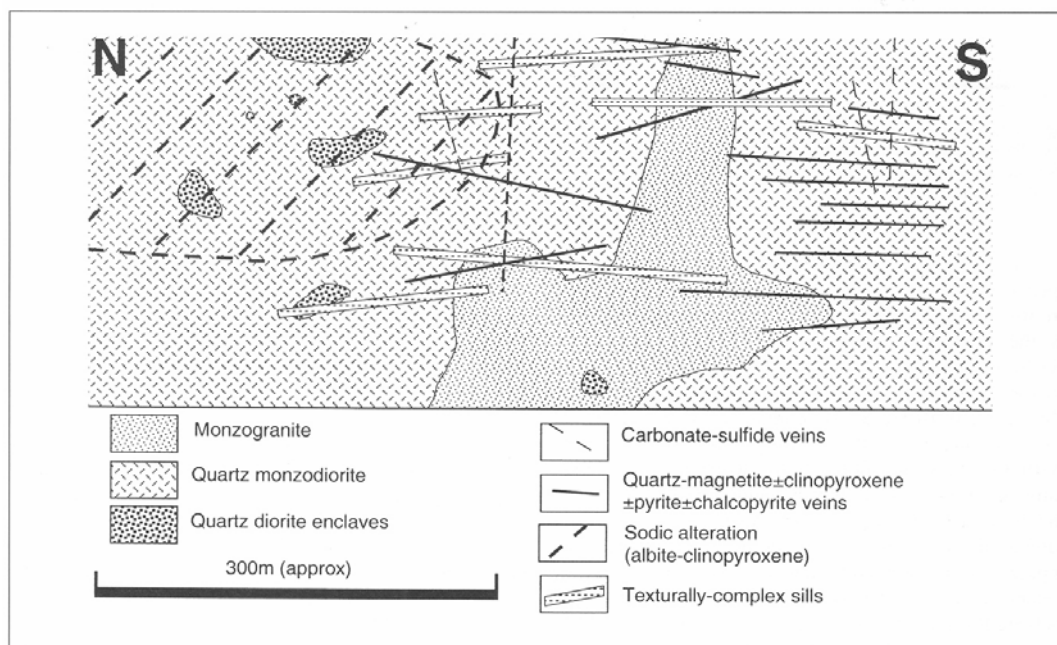 N
S
Monzogranite
Quartz monzodiorite
Quartz diorite enclaves
300m (approx)
Carbonate-sulfide veins
Quartz-magnetite±clinopyroxene
±pyrite±chalcopyrite veins
Sodic alteration
(albite-clinopyroxene)
Texturally-complex sills